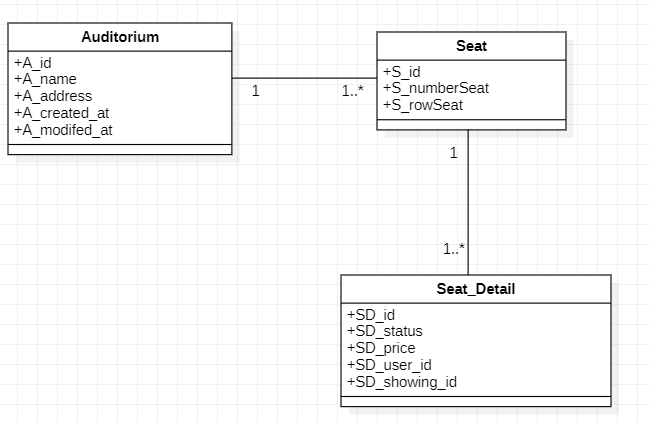 Auditorium
+A_id
+A_name
+A_address
+A_created_at
+A_modifed_at
1
1..*
Seat
+S_id
+S_numberSeat
+S_rowSeat
1
1..*
Seat_Detail
+SD_id
+SD_status
+SD_price
+SD_user_id
+SD_showing_id